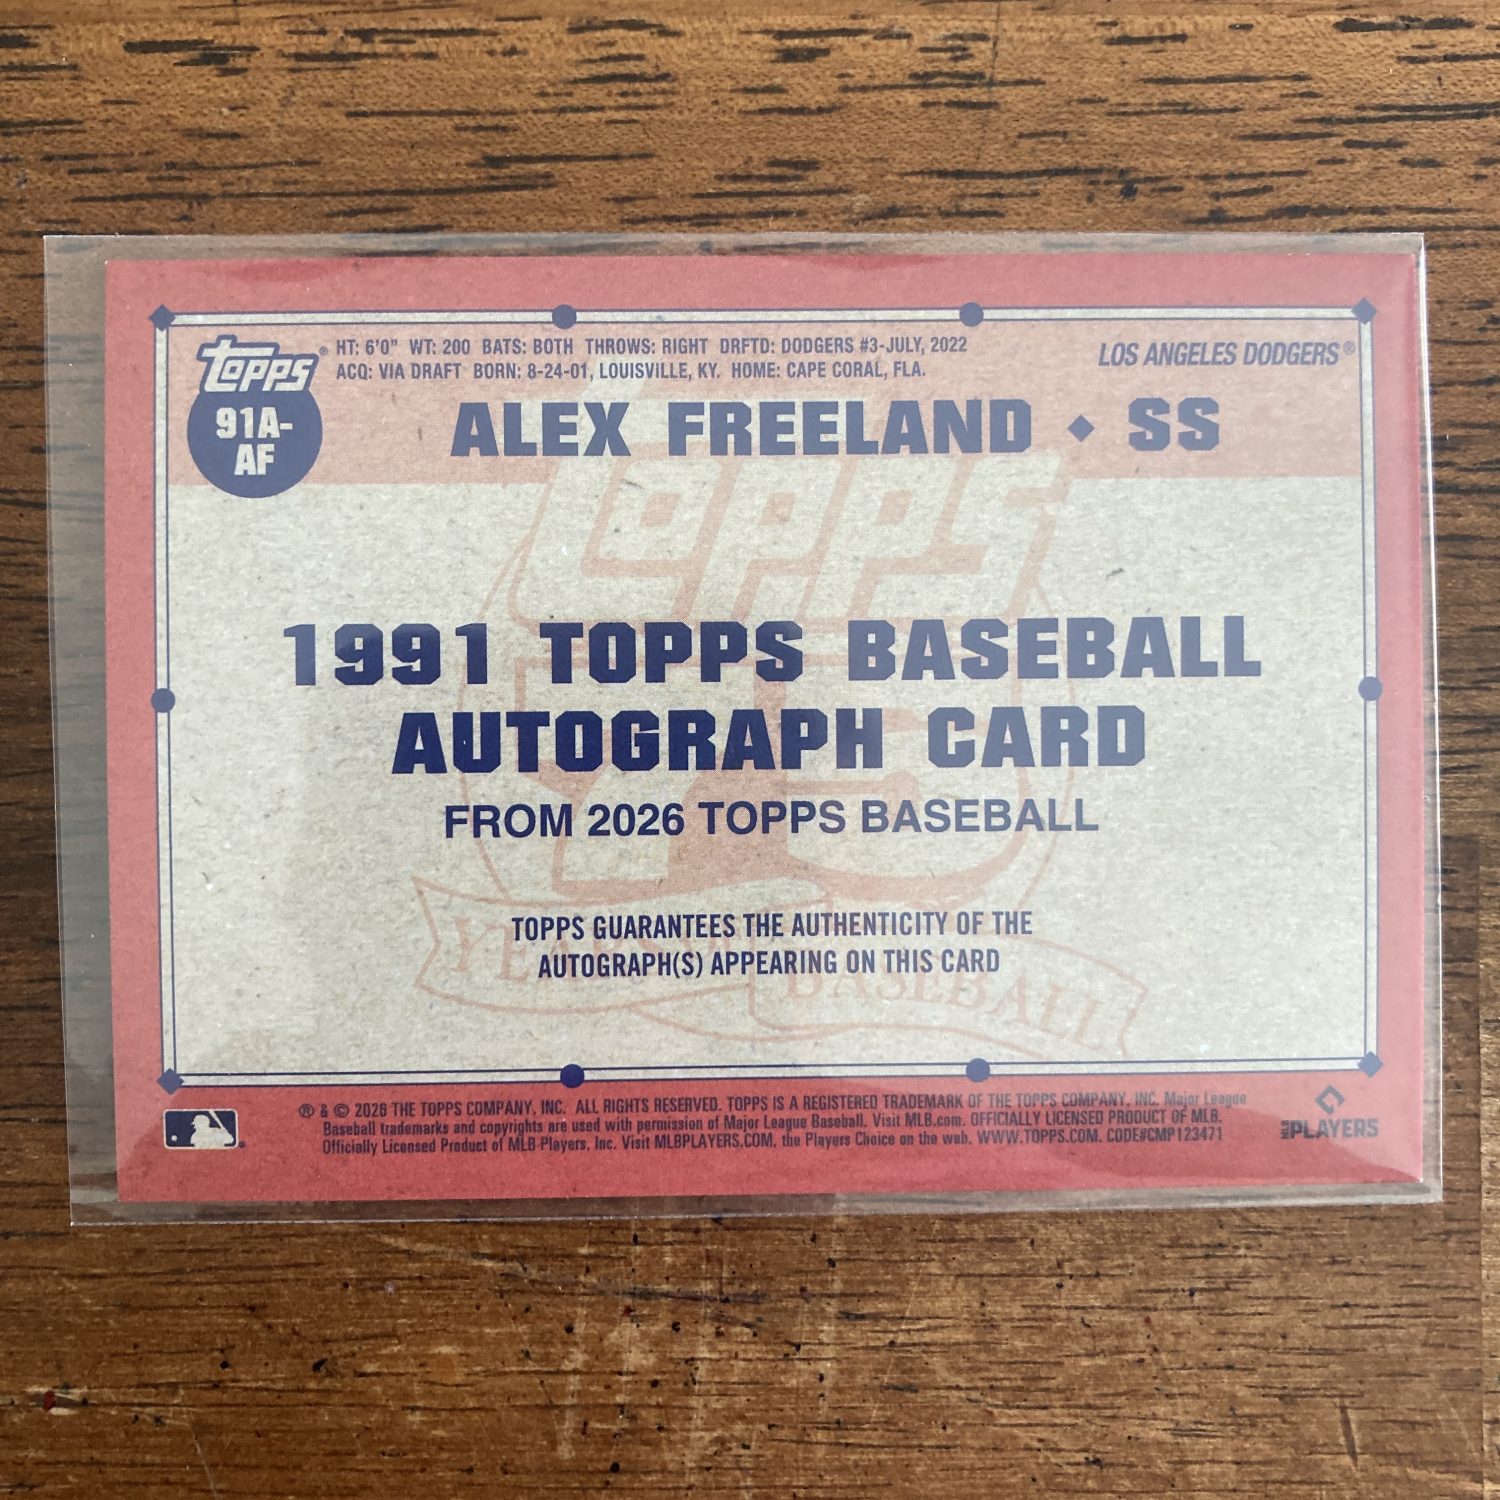 topps® HT: 6'0" WT: 200 BATS: BOTH THROWS: RIGHT DRFTD: DODGERS #3-JULY, 2022
ACQ: VIA DRAFT BORN: 8-24-01, LOUISVILLE, KY. HOME: CAPE CORAL, FLA.
LOS ANGELES DODGERS®
91A-
AF
ALEX FREELAND ◆ SS
topps
75
1991 TOPPS BASEBALL
AUTOGRAPH CARD
FROM 2026 TOPPS BASEBALL
YEARS OF BASEBALL
TOPPS GUARANTEES THE AUTHENTICITY OF THE
AUTOGRAPH(S) APPEARING ON THIS CARD
® & © 2026 THE TOPPS COMPANY, INC. ALL RIGHTS RESERVED. TOPPS IS A REGISTERED TRADEMARK OF THE TOPPS COMPANY, INC. Major League
Baseball trademarks and copyrights are used with permission of Major League Baseball. Visit MLB.com. OFFICIALLY LICENSED PRODUCT OF MLB
Officially Licensed Product of MLB Players, Inc. Visit MLBPLAYERS.COM, the Players Choice on the web. WWW.TOPPS.COM. CODE#CMP123471
MLB PLAYERS